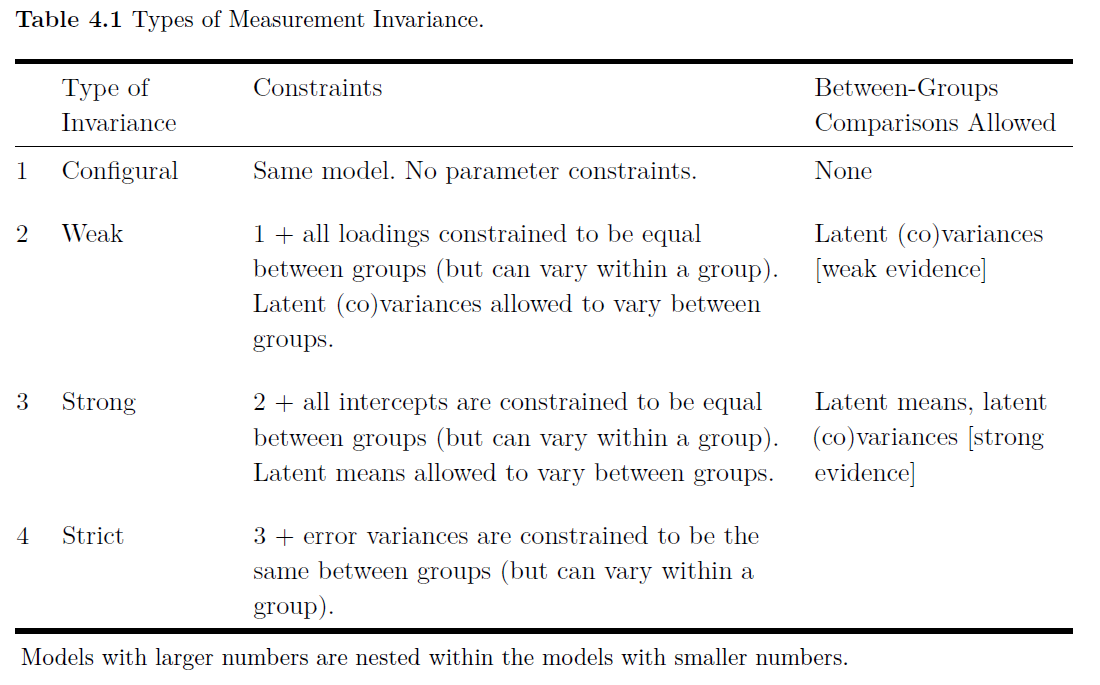 Table 4.1 Types of Measurement Invariance.
Type of Constraints Between-Groups
Invariance Comparisons Allowed
1 Configural Same model. No parameter constraints. None
2 Weak 1 + all loadings constrained to be equal Latent (co)variances
between groups (but can vary within a group). [weak evidence]
Latent (co)variances allowed to vary between
groups.
3 Strong 2 + all intercepts are constrained to be equal Latent means, latent
between groups (but can vary within a group). (co)variances [strong
Latent means allowed to vary between groups. evidence]
4 Strict 3 + error variances are constrained to be the
same between groups (but can vary within a
group).
Models with larger numbers are nested within the models with smaller numbers.